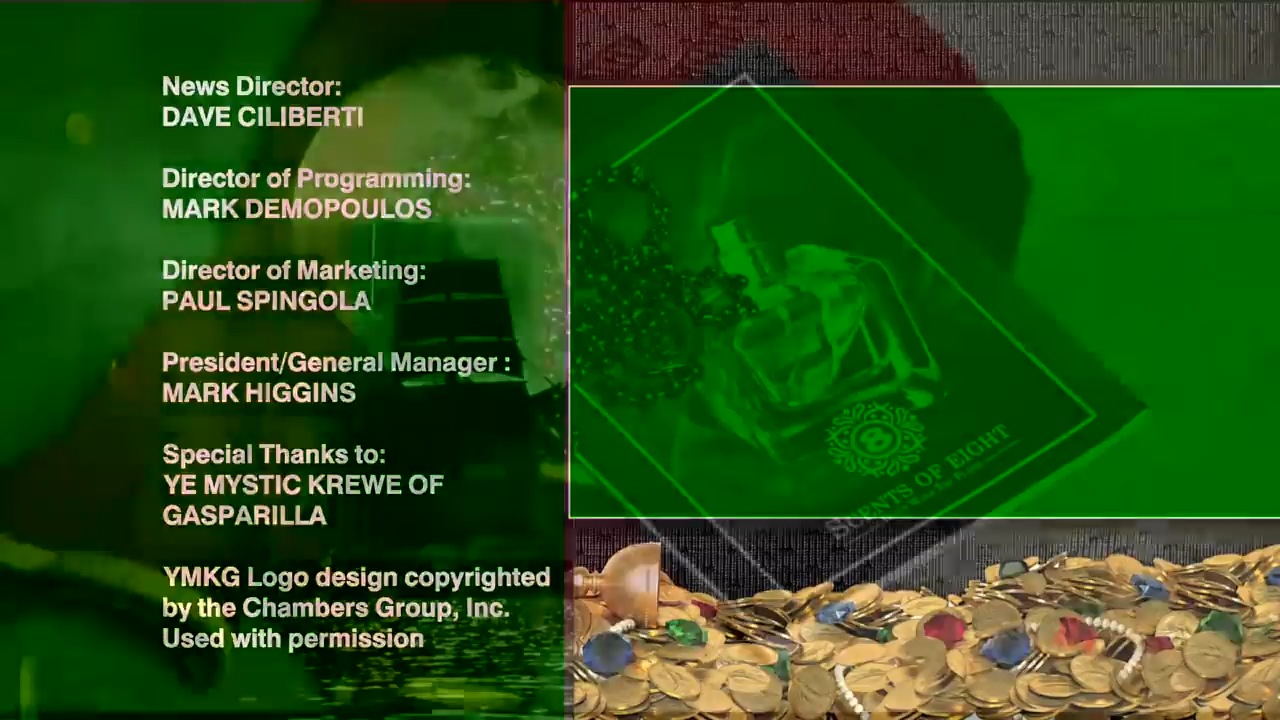 News Director:
DAVE CILIBERTI
Director of Programming:
MARK DEMOPOULOS
Director of Marketing:
PAUL SPINGOLA
President/General Manager :
MARK HIGGINS
Special Thanks to:
YE MYSTIC KREWE OF
GASPARILLA
YMKG Logo design copyrighted
by the Chambers Group, Inc.
Used with permission
8
SCENTS OF EIGHT